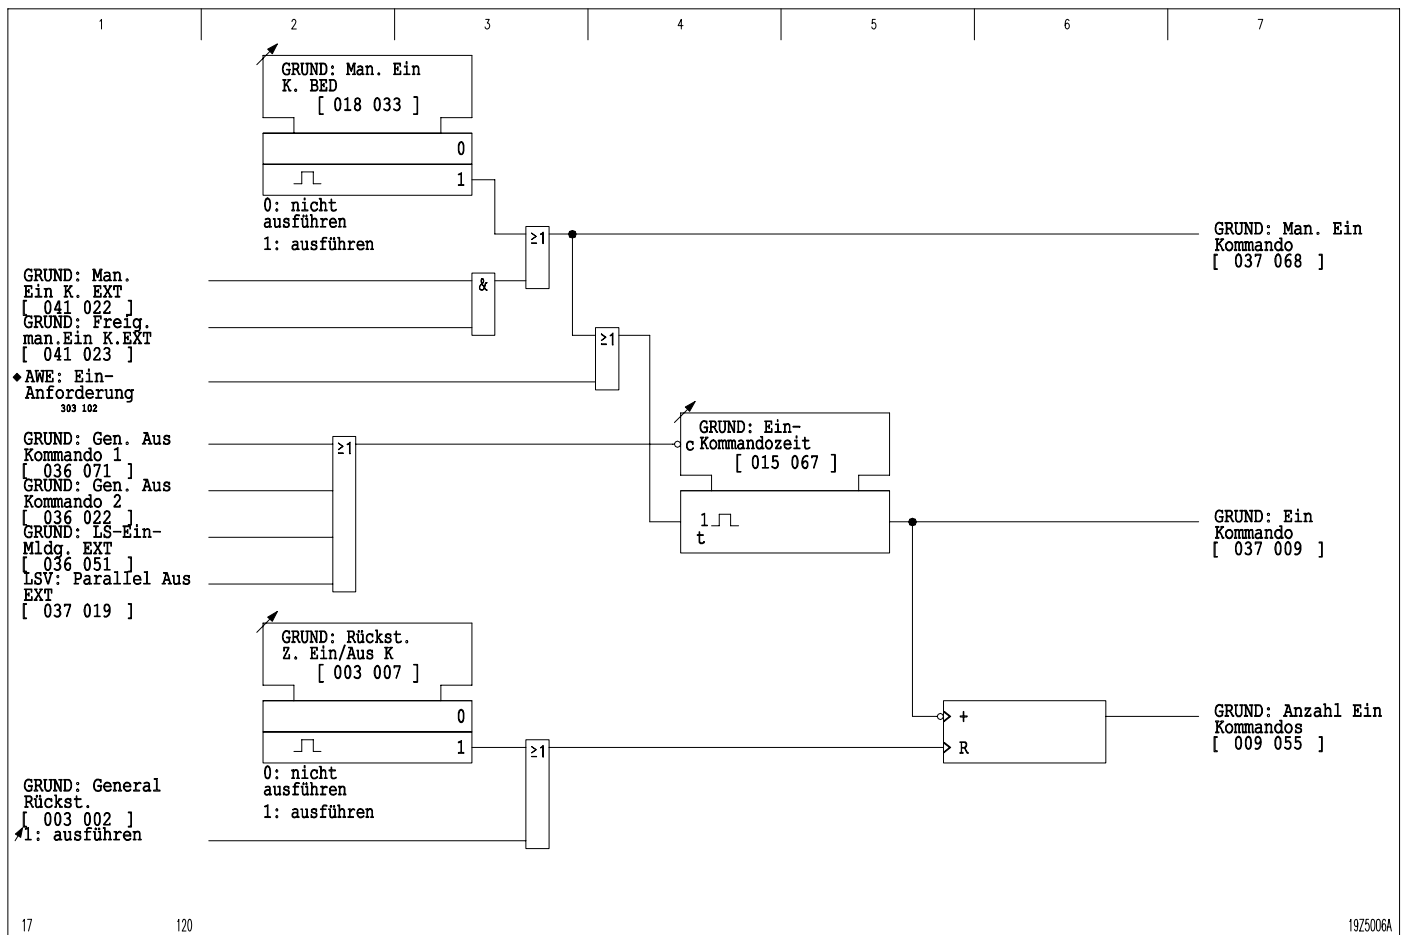 1 2 3 4 5 6 7
GRUND: Man. Ein
K. BED
[ 018 033 ]
0
1
0: nicht
ausführen
1: ausführen
≥1
GRUND: Man. Ein
Kommando
[ 037 068 ]
GRUND: Man.
Ein K. EXT
[ 041 022 ]
&
GRUND: Freig.
man.Ein K.EXT
[ 041 023 ]
≥1
AWE: Ein-
Anforderung
303 102
GRUND: Gen. Aus
Kommando 1
[ 036 071 ]
GRUND: Gen. Aus
Kommando 2
[ 036 022 ]
GRUND: LS-Ein-
Mldg. EXT
[ 036 051 ]
LSV: Parallel Aus
EXT
[ 037 019 ]
≥1
c
GRUND: Ein-
Kommandozeit
[ 015 067 ]
1
t
GRUND: Ein
Kommando
[ 037 009 ]
GRUND: Rückst.
Z. Ein/Aus K
[ 003 007 ]
0
1
0: nicht
ausführen
1: ausführen
≥1
+
R
GRUND: Anzahl Ein
Kommandos
[ 009 055 ]
GRUND: General
Rückst.
[ 003 002 ]
1: ausführen
17 120 19Z5006A